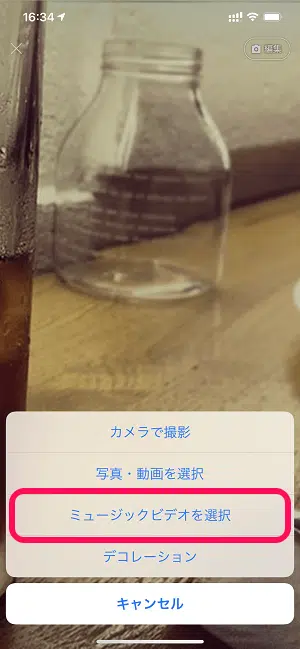 16:34
編集
カメラで撮影
写真・動画を選択
ミュージックビデオを選択
デコレーション
キャンセル